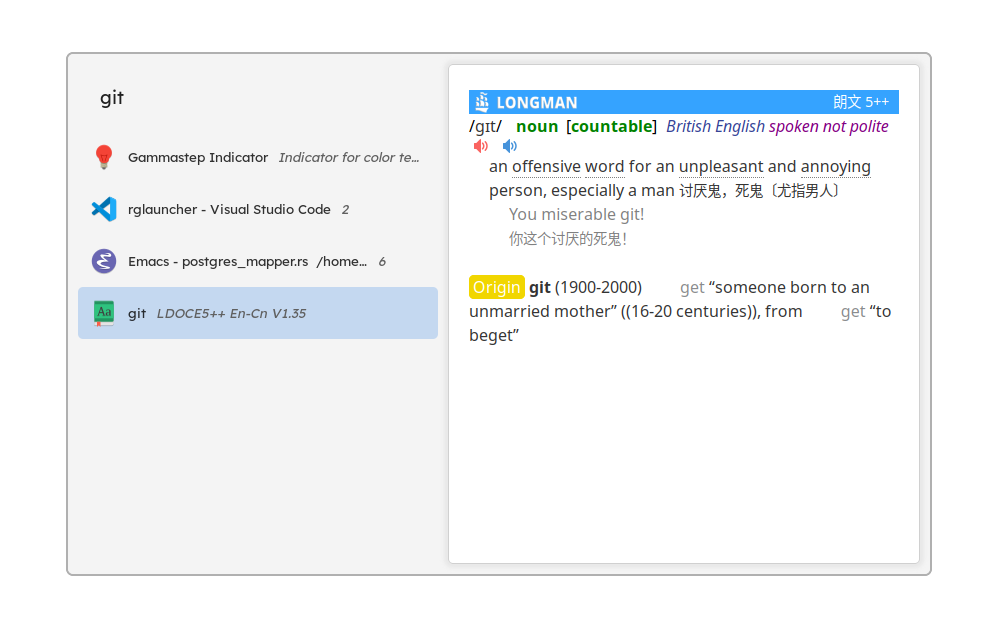 git
Gammastep Indicator Indicator for color te…
rglauncher - Visual Studio Code 2
Emacs - postgres_mapper.rs /home… 6
Aa git LDOCE5++ En-Cn V1.35
LONGMAN 朗文 5++
/ɡɪt/ noun [countable] British English spoken not polite
an offensive word for an unpleasant and annoying
person, especially a man 讨厌鬼，死鬼〔尤指男人〕
You miserable git!
你这个讨厌的死鬼！
Origin git (1900-2000) get “someone born to an
unmarried mother” ((16-20 centuries)), from get “to
beget”